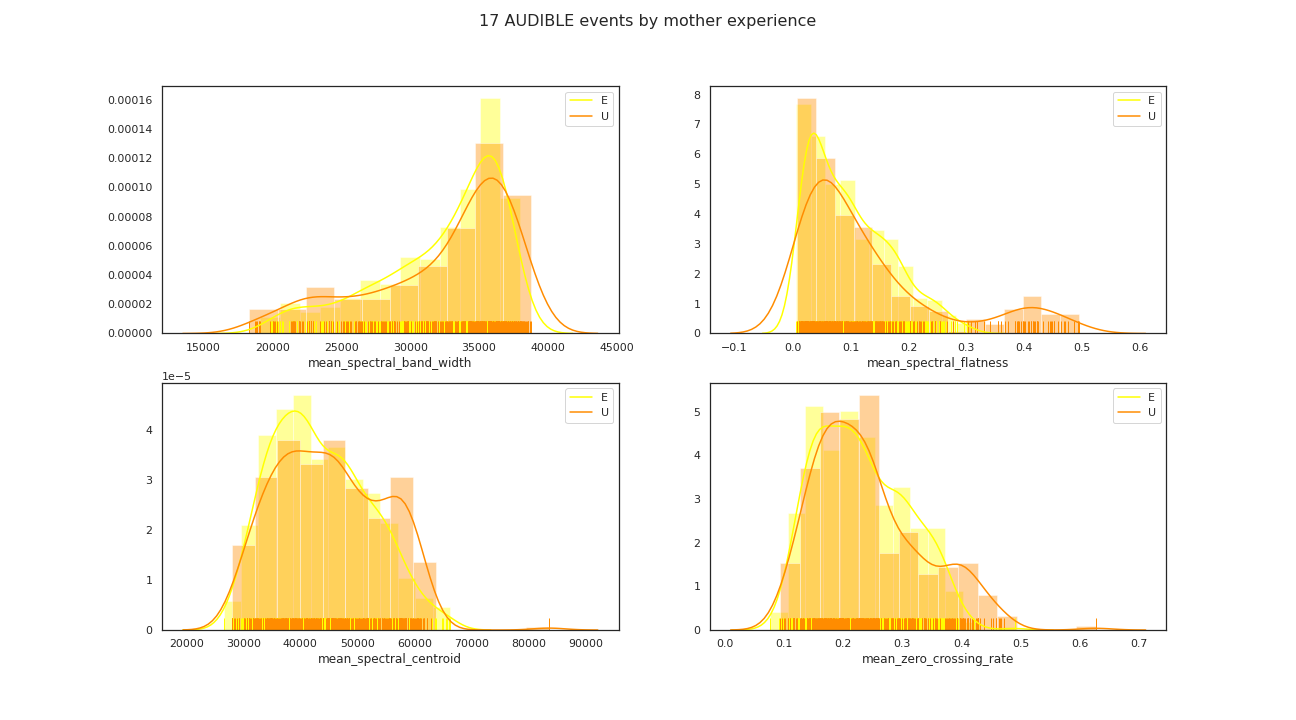 17 AUDIBLE events by mother experience
0.00016
0.00014
0.00012
0.00010
0.00008
0.00006
0.00004
0.00002
0.00000
15000 20000 25000 30000 35000 40000 45000
mean_spectral_band_width
E
U
8
7
6
5
4
3
2
1
0
−0.1 0.0 0.1 0.2 0.3 0.4 0.5 0.6
mean_spectral_flatness
E
U
1e−5
4
3
2
1
0
20000 30000 40000 50000 60000 70000 80000 90000
mean_spectral_centroid
E
U
5
4
3
2
1
0
0.0 0.1 0.2 0.3 0.4 0.5 0.6 0.7
mean_zero_crossing_rate
E
U